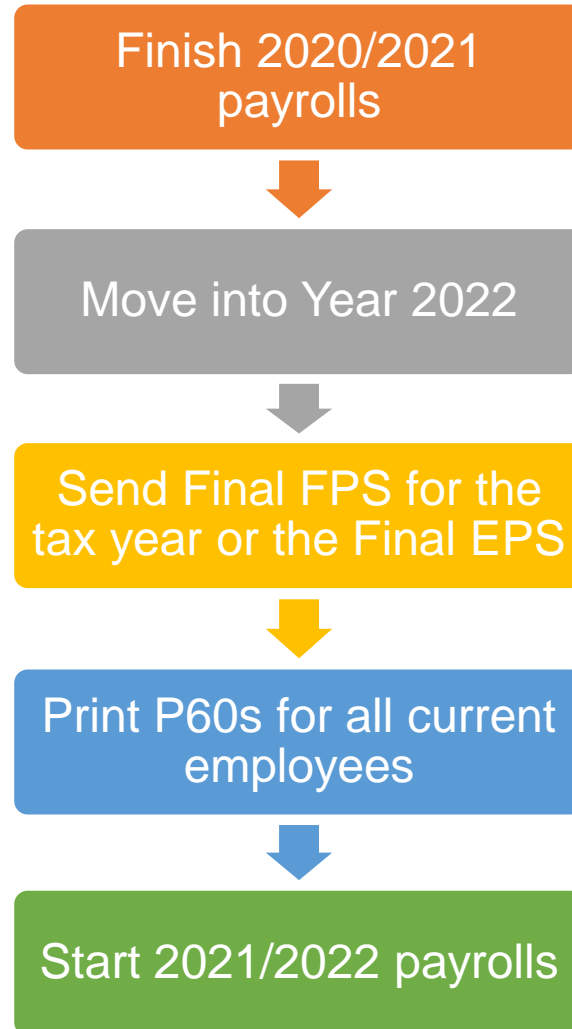 Finish 2020/2021
payrolls
Move into Year 2022
Send Final FPS for the
tax year or the Final EPS
Print P60s for all current
employees
Start 2021/2022 payrolls